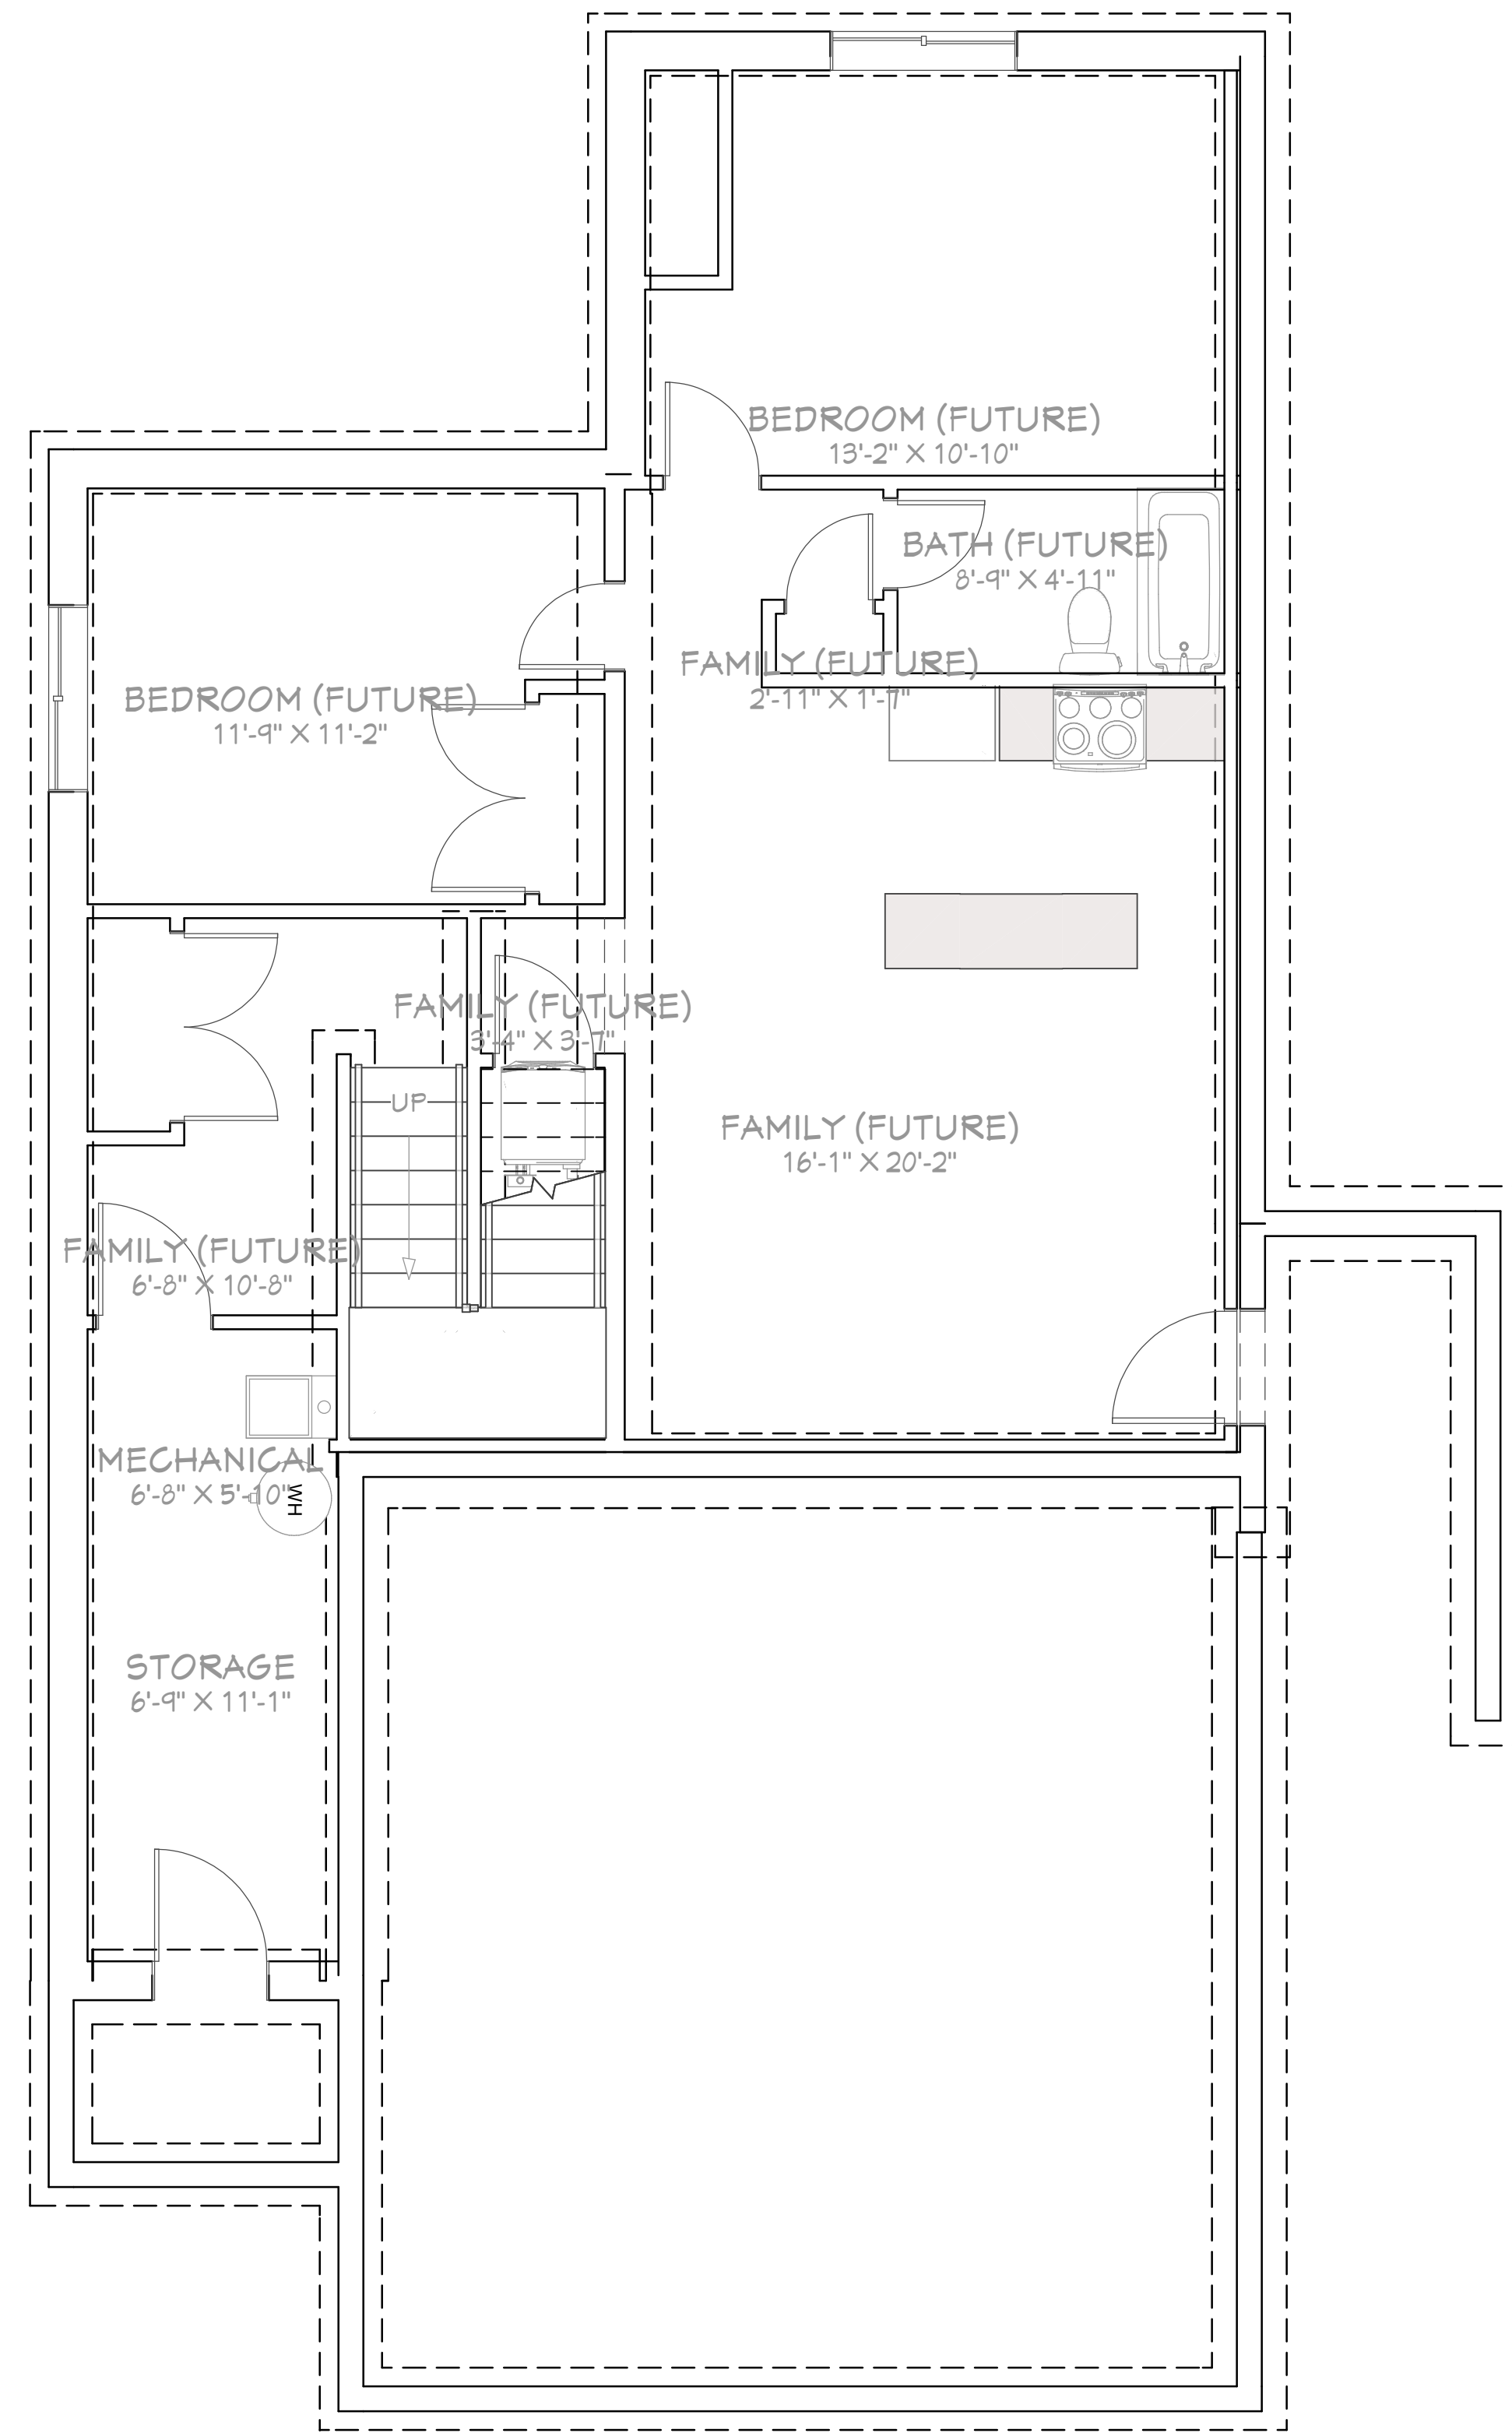 BEDROOM (FUTURE)
13'-2" X 10'-10"
BATH (FUTURE)
8'-9" X 4'-11"
FAMILY (FUTURE)
2'-11" X 1'-7"
BEDROOM (FUTURE)
11'-9" X 11'-2"
FAMILY (FUTURE)
3'-4" X 3'-7"
UP
FAMILY (FUTURE)
16'-1" X 20'-2"
FAMILY (FUTURE)
6'-8" X 10'-8"
MECHANICAL
6'-8" X 5'-10"
WH
STORAGE
6'-9" X 11'-1"